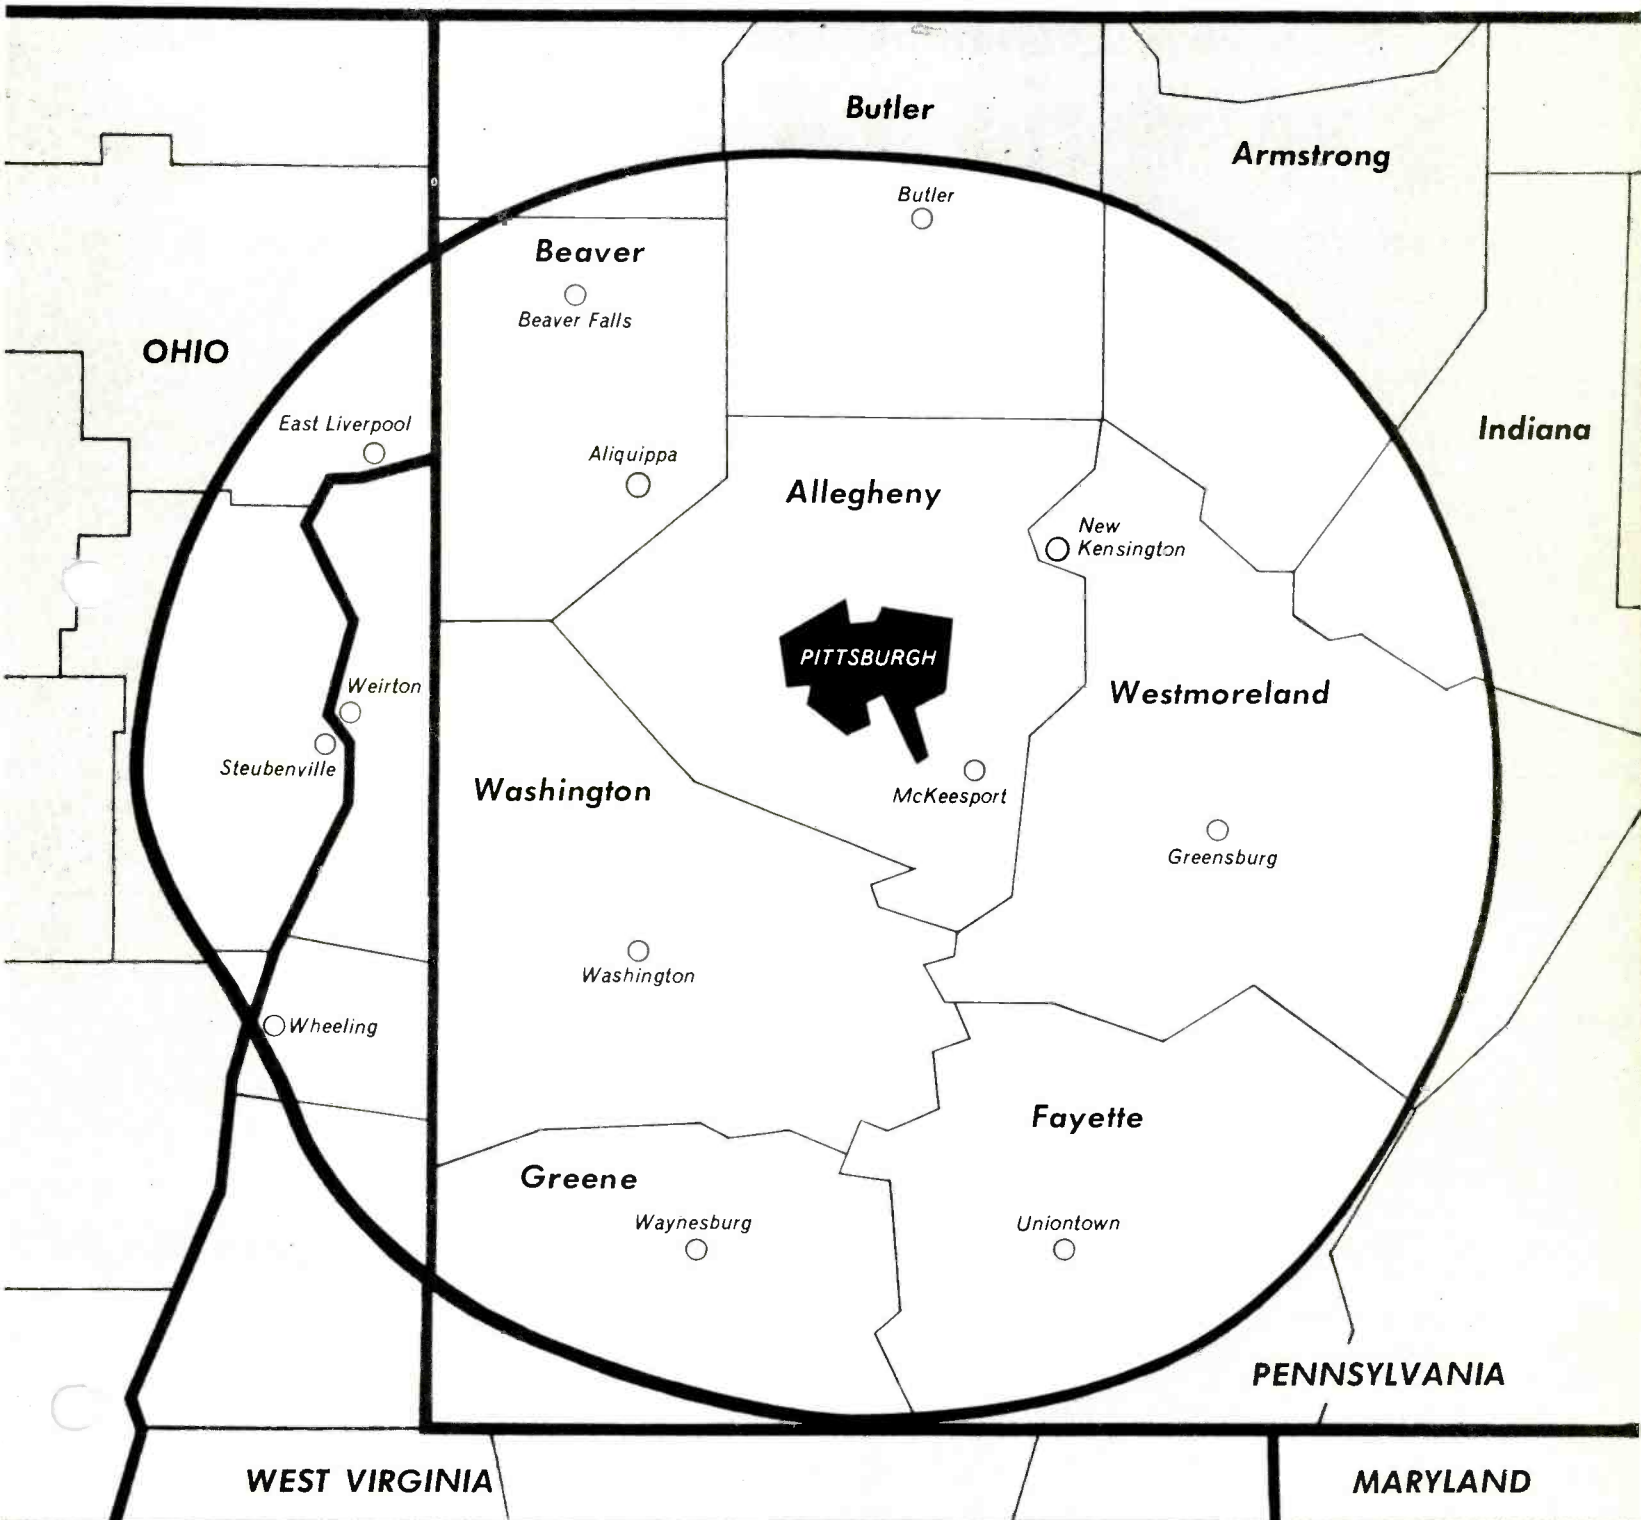 Butler
Armstrong
Butler
Beaver
Beaver Falls
OHIO
East Liverpool
Indiana
Aliquippa
Allegheny
New
Kensington
PITTSBURGH
Weirton
Westmoreland
Steubenville
Washington
McKeesport
Greensburg
Washington
Wheeling
Fayette
Greene
Waynesburg
Uniontown
PENNSYLVANIA
WEST VIRGINIA
MARYLAND